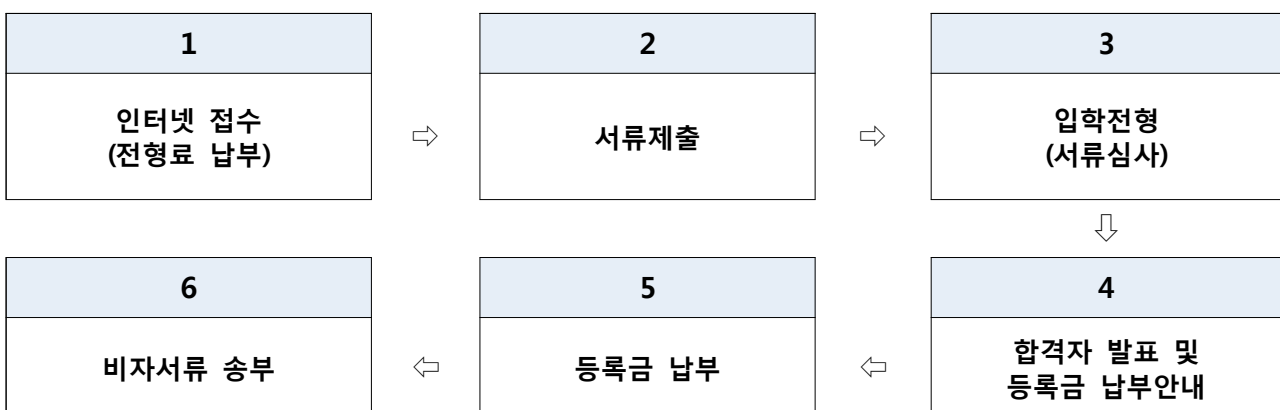 1
인터넷 접수
(전형료 납부)
⇨
2
서류제출
⇨
3
입학전형
(서류심사)
⇩
4
합격자 발표 및
등록금 납부안내
⇦
5
등록금 납부
⇦
6
비자서류 송부